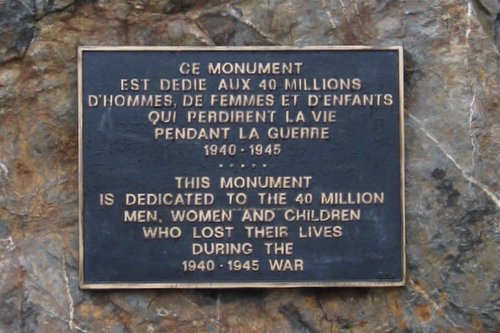 CE MONUMENT
EST DEDIE AUX 40 MILLIONS
D'HOMMES, DE FEMMES ET D'ENFANTS
QUI PERDIRENT LA VIE
PENDANT LA GUERRE
1940 · 1945
· · · · ·
THIS MONUMENT
IS DEDICATED TO THE 40 MILLION
MEN, WOMEN AND CHILDREN
WHO LOST THEIR LIVES
DURING THE
1940 · 1945 WAR